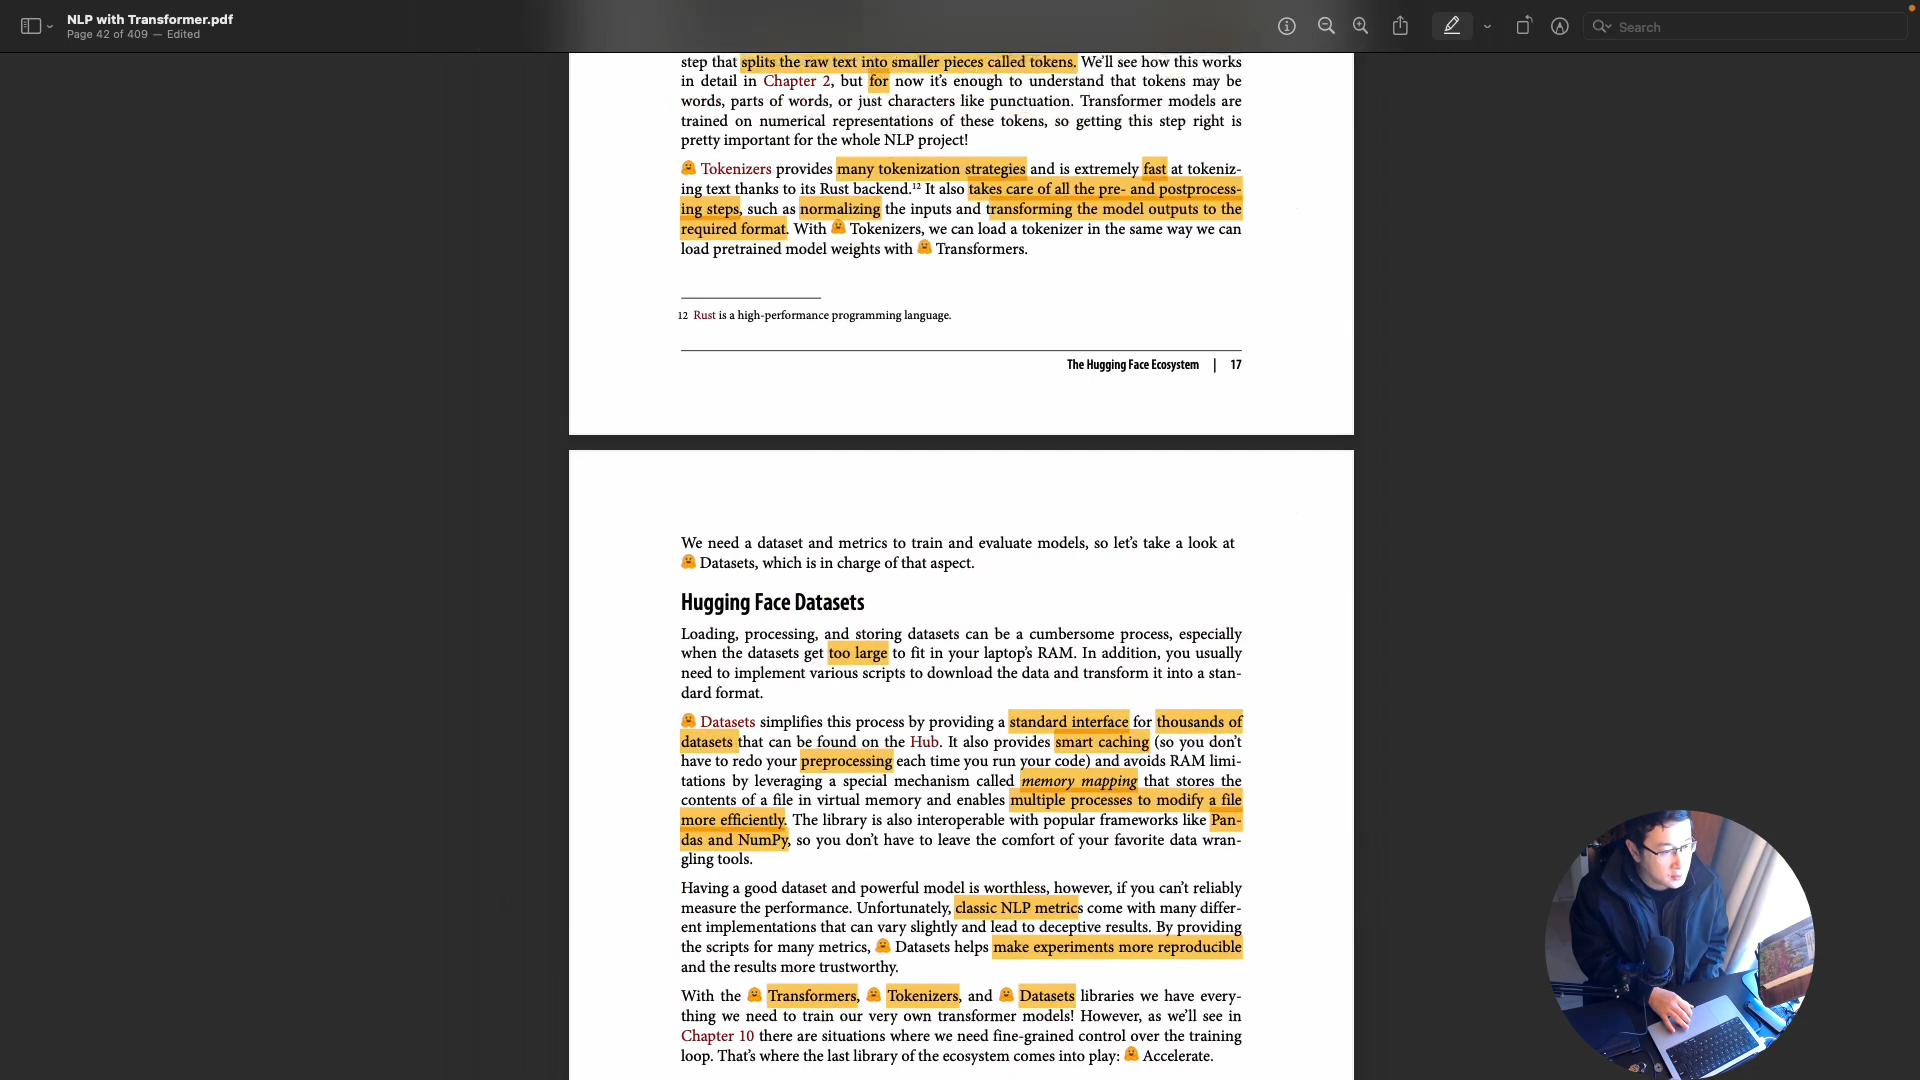 NLP with Transformer.pdf
Page 42 of 409 — Edited
Search
step that splits the raw text into smaller pieces called tokens. We’ll see how this works
in detail in Chapter 2, but for now it’s enough to understand that tokens may be
words, parts of words, or just characters like punctuation. Transformer models are
trained on numerical representations of these tokens, so getting this step right is
pretty important for the whole NLP project!
🤗 Tokenizers provides many tokenization strategies and is extremely fast at tokeniz-
ing text thanks to its Rust backend.¹² It also takes care of all the pre- and postprocess-
ing steps, such as normalizing the inputs and transforming the model outputs to the
required format. With 🤗 Tokenizers, we can load a tokenizer in the same way we can
load pretrained model weights with 🤗 Transformers.
12 Rust is a high-performance programming language.
The Hugging Face Ecosystem | 17
We need a dataset and metrics to train and evaluate models, so let’s take a look at
🤗 Datasets, which is in charge of that aspect.
Hugging Face Datasets
Loading, processing, and storing datasets can be a cumbersome process, especially
when the datasets get too large to fit in your laptop’s RAM. In addition, you usually
need to implement various scripts to download the data and transform it into a stan-
dard format.
🤗 Datasets simplifies this process by providing a standard interface for thousands of
datasets that can be found on the Hub. It also provides smart caching (so you don’t
have to redo your preprocessing each time you run your code) and avoids RAM limi-
tations by leveraging a special mechanism called memory mapping that stores the
contents of a file in virtual memory and enables multiple processes to modify a file
more efficiently. The library is also interoperable with popular frameworks like Pan-
das and NumPy, so you don’t have to leave the comfort of your favorite data wran-
gling tools.
Having a good dataset and powerful model is worthless, however, if you can’t reliably
measure the performance. Unfortunately, classic NLP metrics come with many differ-
ent implementations that can vary slightly and lead to deceptive results. By providing
the scripts for many metrics, 🤗 Datasets helps make experiments more reproducible
and the results more trustworthy.
With the 🤗 Transformers, 🤗 Tokenizers, and 🤗 Datasets libraries we have every-
thing we need to train our very own transformer models! However, as we’ll see in
Chapter 10 there are situations where we need fine-grained control over the training
loop. That’s where the last library of the ecosystem comes into play: 🤗 Accelerate.